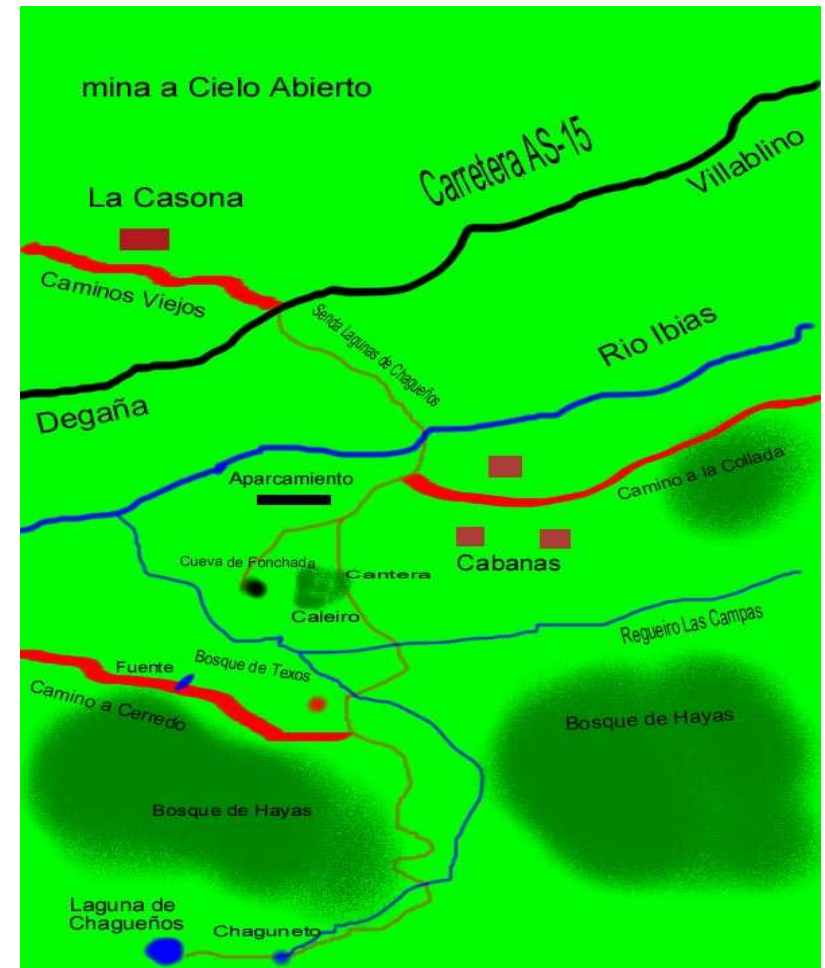 mina a Cielo Abierto
Carretera AS-15
Villablino
La Casona
Caminos Viejos
Senda Lagunas de Chagueños
Rio Ibias
Degaña
Aparcamiento
Camino a la Collada
Cueva de Fonchada
Cantera
Cabanas
Caleiro
Regueiro Las Campas
Fuente
Bosque de Texos
Camino a Cerredo
Bosque de Hayas
Bosque de Hayas
Laguna de
Chagueños
Chaguneto